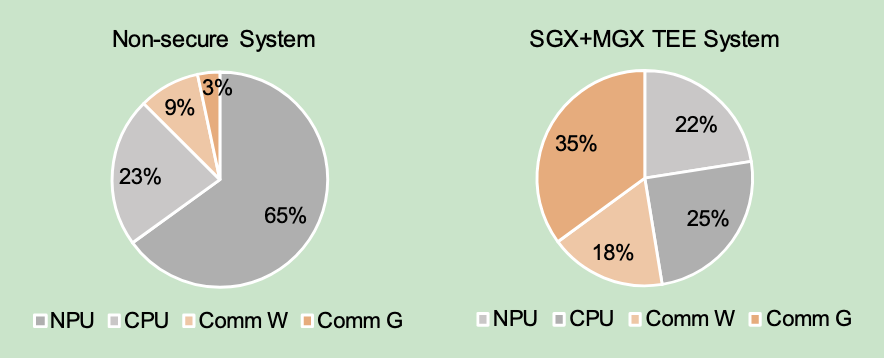 Non-secure System
3%
9%
23%
65%
NPU CPU Comm W Comm G
SGX+MGX TEE System
22%
35%
25%
18%
NPU CPU Comm W Comm G